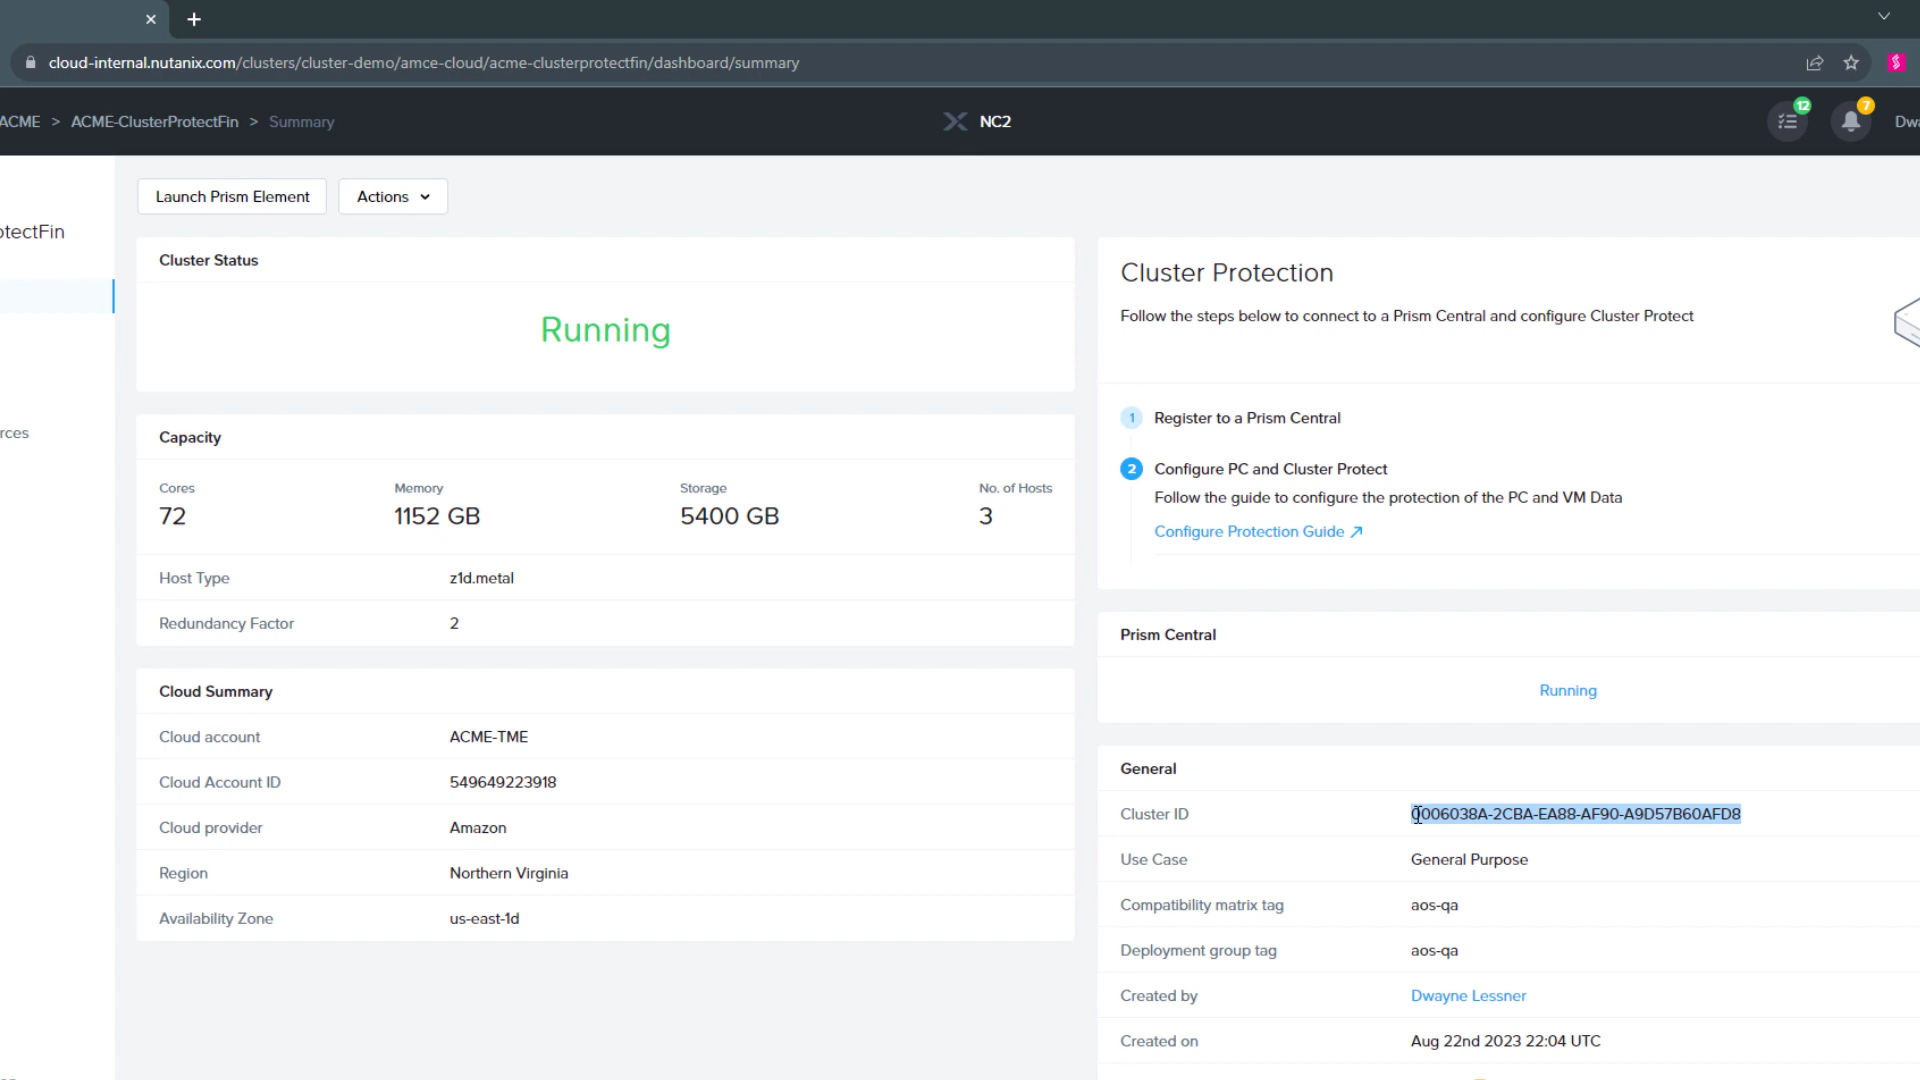 cloud-internal.nutanix.com/clusters/cluster-demo/amce-cloud/acme-clusterprotectfin/dashboard/summary
ACME > ACME-ClusterProtectFin > Summary
NC2
12
7
Dwa
otectFin
rces
Launch Prism Element
Actions
Cluster Status
Running
Capacity
Cores
Memory
Storage
No. of Hosts
72
1152 GB
5400 GB
3
Host Type
z1d.metal
Redundancy Factor
2
Cloud Summary
Cloud account
ACME-TME
Cloud Account ID
549649223918
Cloud provider
Amazon
Region
Northern Virginia
Availability Zone
us-east-1d
Cluster Protection
Follow the steps below to connect to a Prism Central and configure Cluster Protect
1 Register to a Prism Central
2 Configure PC and Cluster Protect
Follow the guide to configure the protection of the PC and VM Data
Configure Protection Guide
Prism Central
Running
General
Cluster ID
0006038A-2CBA-EA88-AF90-A9D57B60AFD8
Use Case
General Purpose
Compatibility matrix tag
aos-qa
Deployment group tag
aos-qa
Created by
Dwayne Lessner
Created on
Aug 22nd 2023 22:04 UTC